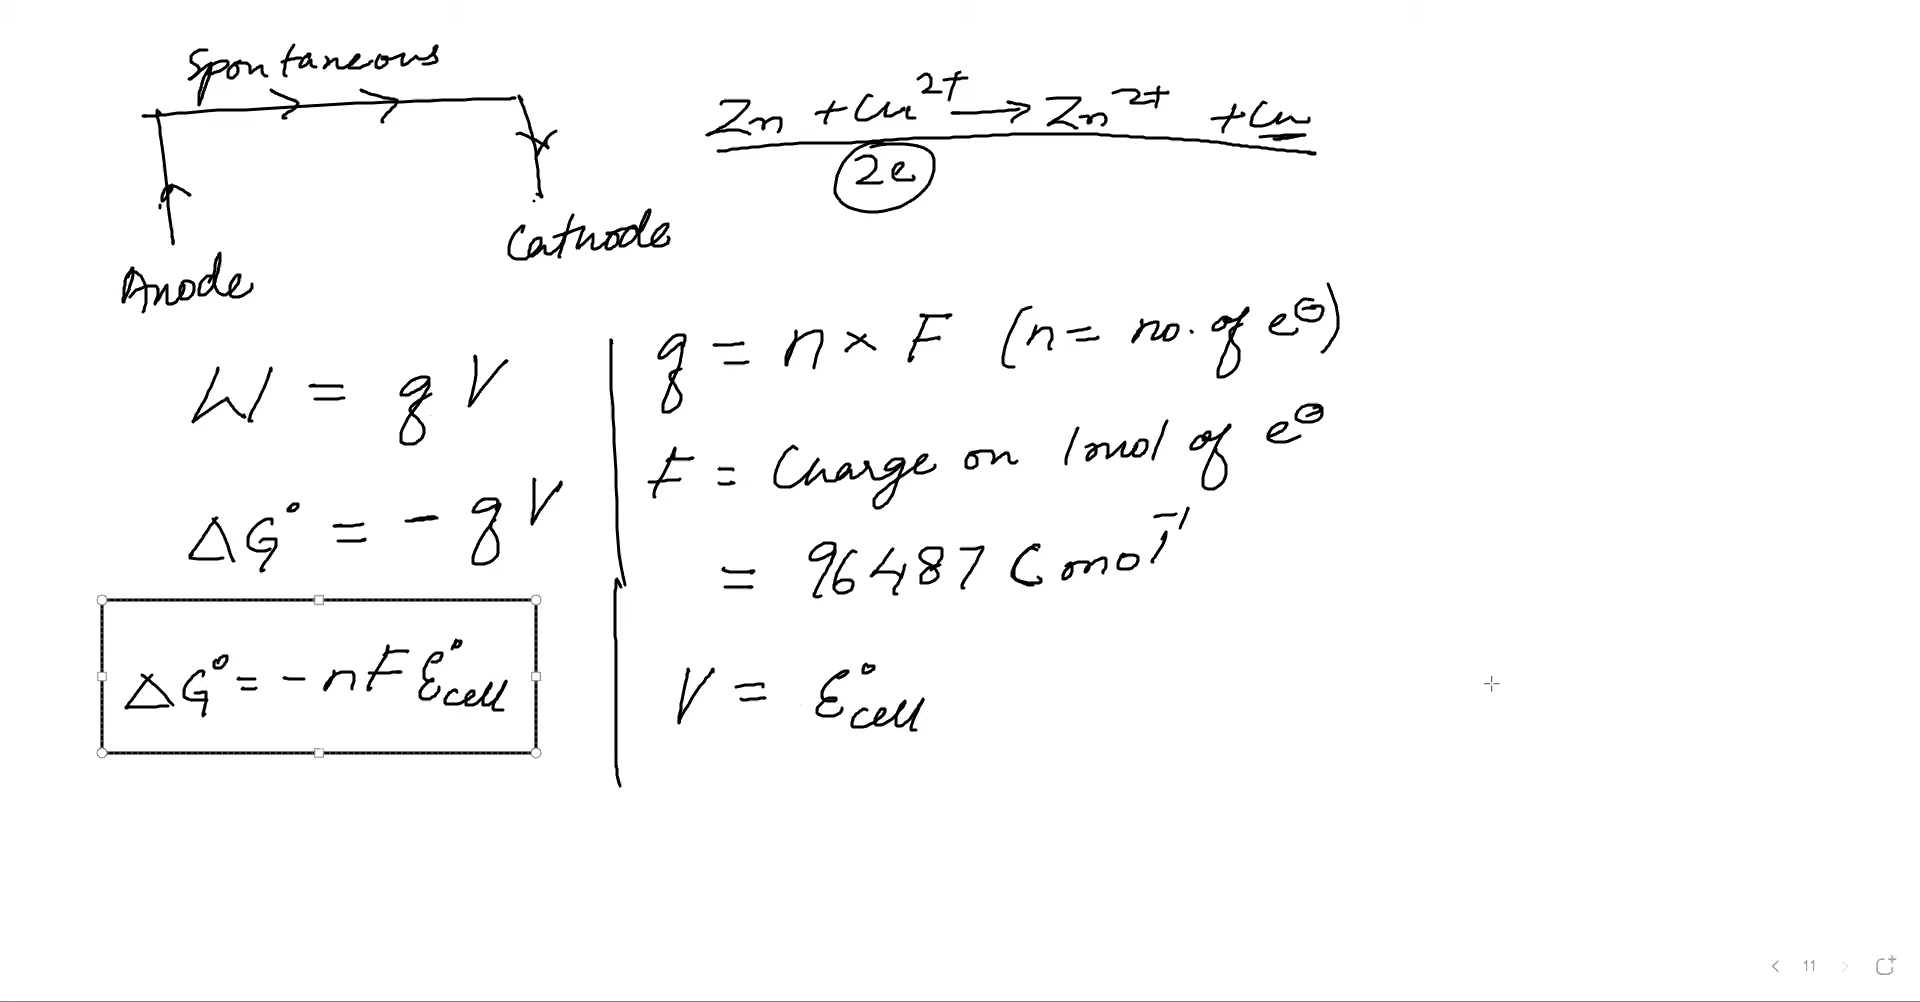 Spontaneous
Anode
Cathode
Zn + Cu²⁺ → Zn²⁺ + Cu
2e
W = qV
ΔG° = -qV
ΔG° = -nFƐ°cell
q = n × F (n = no. of e⊖)
F = Charge on 1mol of e⊖
= 96487 C mol⁻¹
V = Ɛ°cell
11